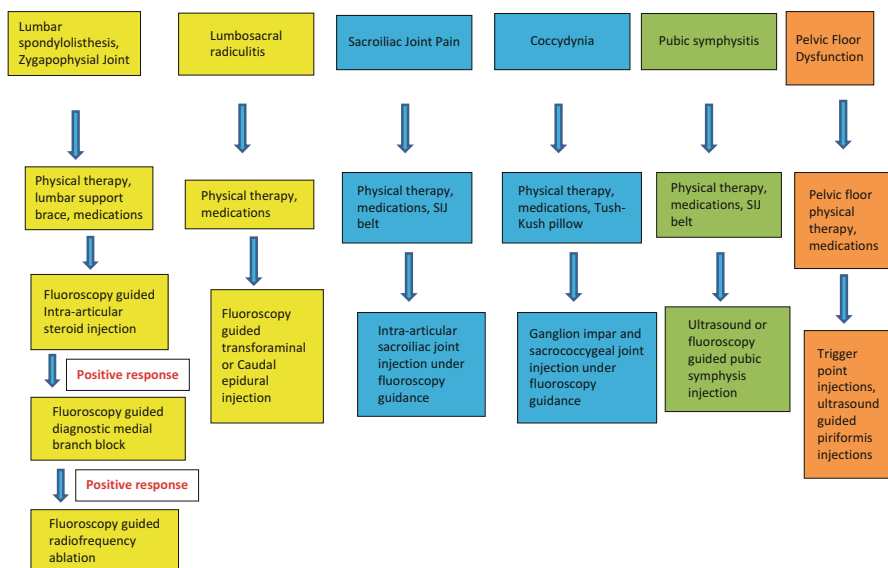 Lumbar
spondylolisthesis,
Zygapophysial Joint
Lumbosacral
radiculitis
Sacroiliac Joint Pain
Coccydynia
Pubic symphysitis
Pelvic Floor
Dysfunction
Physical therapy,
lumbar support
brace, medications
Physical therapy,
medications
Physical therapy,
medications, SIJ
belt
Physical therapy,
medications, Tush-
Kush pillow
Physical therapy,
medications, SIJ
belt
Pelvic floor
physical
therapy,
medications
Fluoroscopy guided
Intra-articular
steroid injection
Fluoroscopy
guided
transforaminal
or Caudal
epidural
injection
Intra-articular
sacroiliac joint
injection under
fluoroscopy
guidance
Ganglion impar and
sacrococcygeal joint
injection under
fluoroscopy
guidance
Ultrasound or
fluoroscopy
guided pubic
symphysis
injection
Trigger
point
injections,
ultrasound
guided
piriformis
injections
Positive response
Fluoroscopy guided
diagnostic medial
branch block
Positive response
Fluoroscopy guided
radiofrequency
ablation